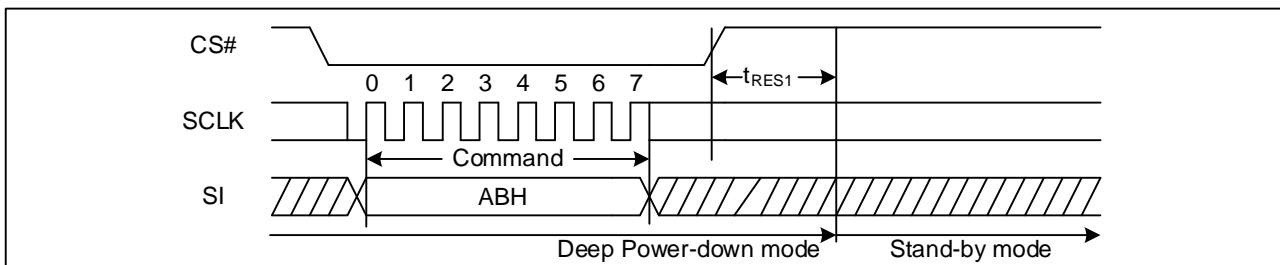 CS#
tRES1
0 1 2 3 4 5 6 7
SCLK
Command
SI
ABH
Deep Power-down mode Stand-by mode